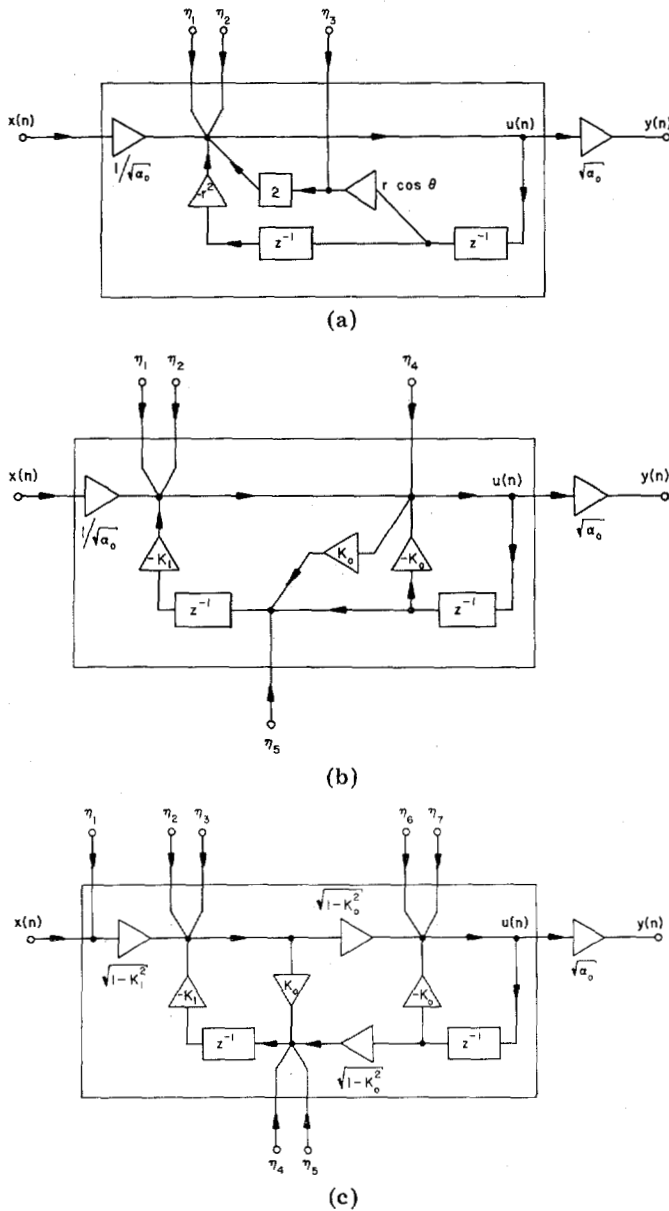 η₁ η₂ η₃
x(n) u(n) y(n)
1/√α₀ -r² 2 r cos θ √α₀
z⁻¹ z⁻¹
(a)
η₁ η₂ η₄
x(n) u(n) y(n)
1/√α₀ √α₀
-K₁ K₀ -K₀
z⁻¹ z⁻¹
η₅
(b)
η₁ η₂ η₃ η₆ η₇
√1-K₀²
x(n) u(n) y(n)
√1-K₁² √α₀
-K₁ K₀ -K₀
z⁻¹ z⁻¹
√1-K₀²
η₄ η₅
(c)